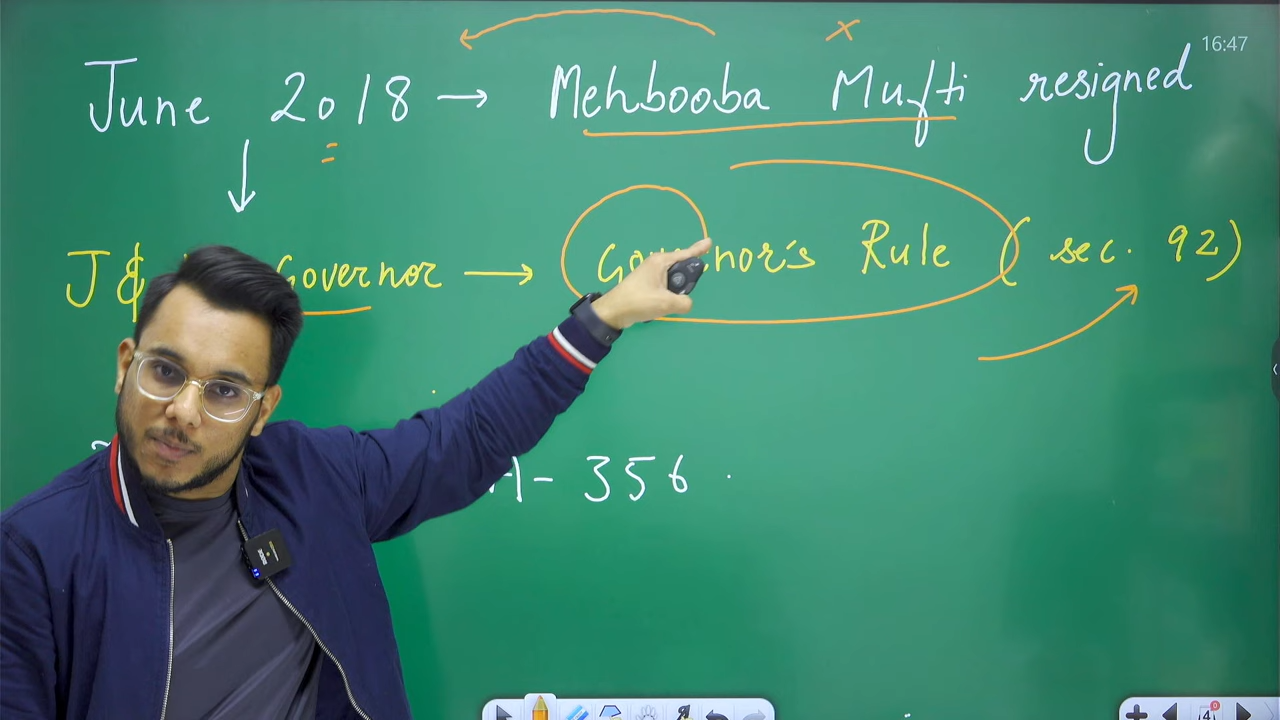 16:47
June 2018 → Mehbooba Mufti resigned
J& Governor → Governor's Rule (sec. 92)
A- 356